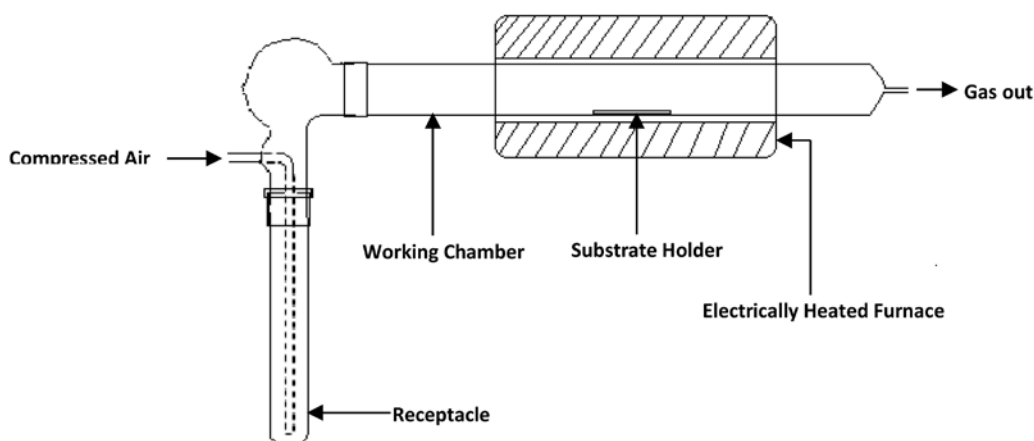 Gas out
Compressed Air
Working Chamber
Substrate Holder
Electrically Heated Furnace
Receptacle